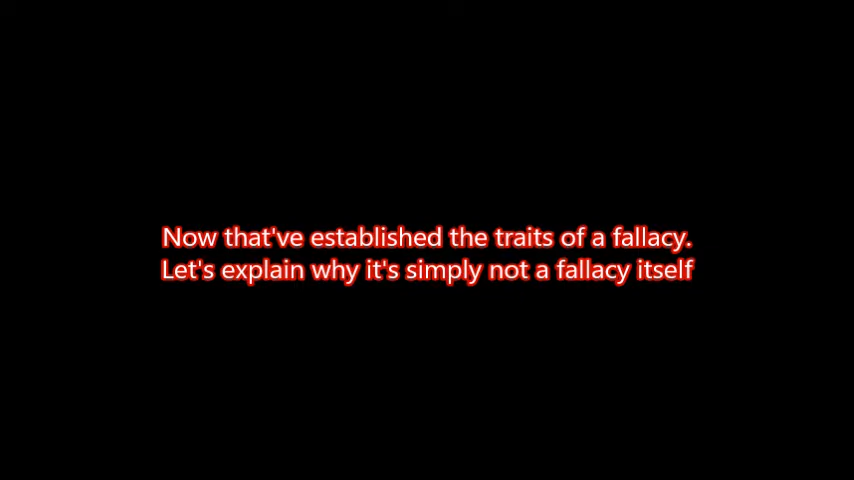 Now that've established the traits of a fallacy.
Let's explain why it's simply not a fallacy itself